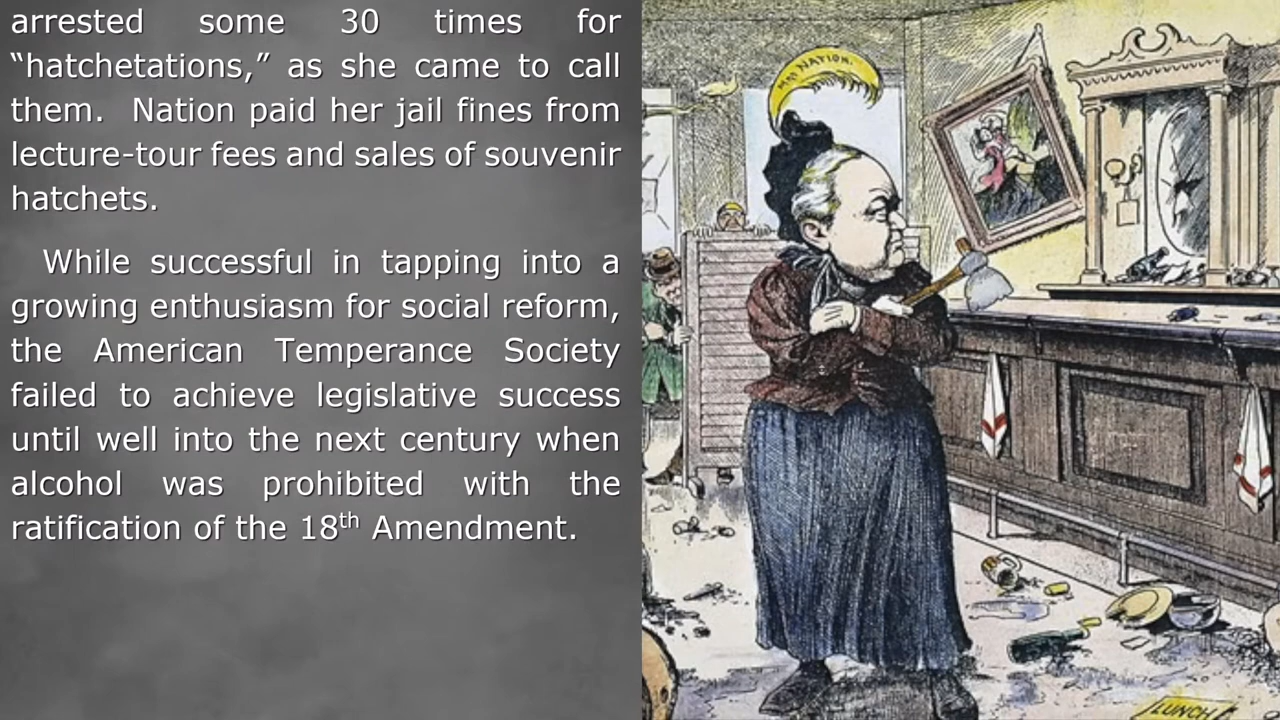 arrested some 30 times for
“hatchetations,” as she came to call
them. Nation paid her jail fines from
lecture-tour fees and sales of souvenir
hatchets.
While successful in tapping into a
growing enthusiasm for social reform,
the American Temperance Society
failed to achieve legislative success
until well into the next century when
alcohol was prohibited with the
ratification of the 18th Amendment.
MRS NATION.
LUNCH